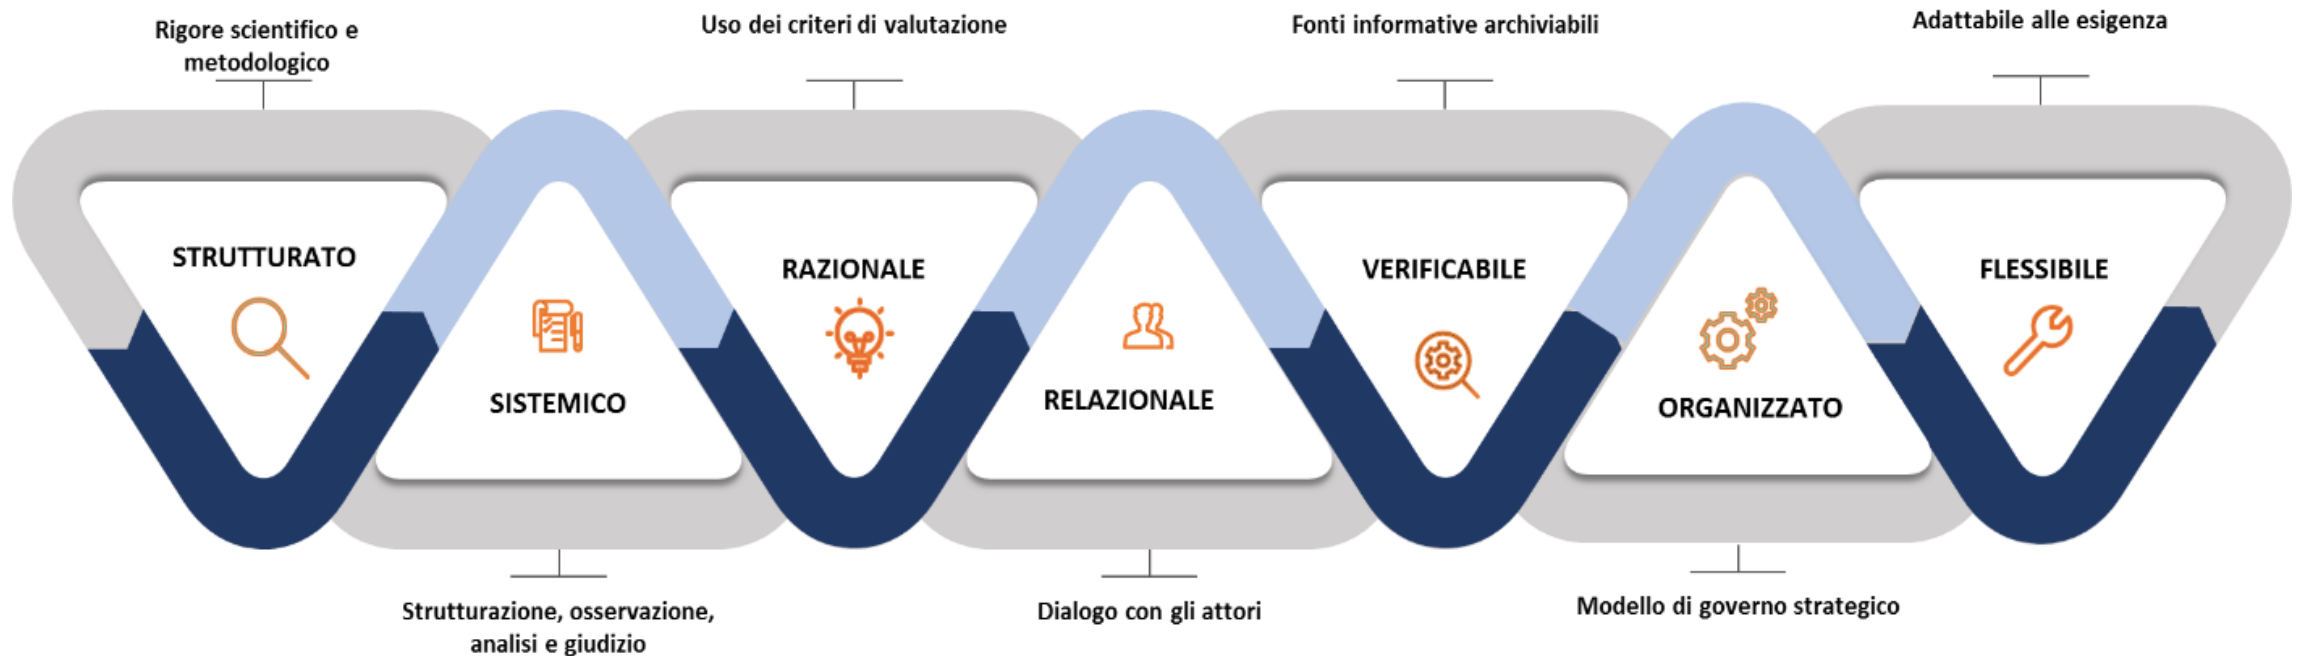 Rigore scientifico e
metodologico
Uso dei criteri di valutazione
Fonti informative archiviabili
Adattabile alle esigenza
STRUTTURATO
SISTEMICO
RAZIONALE
RELAZIONALE
VERIFICABILE
ORGANIZZATO
FLESSIBILE
Strutturazione, osservazione,
analisi e giudizio
Dialogo con gli attori
Modello di governo strategico